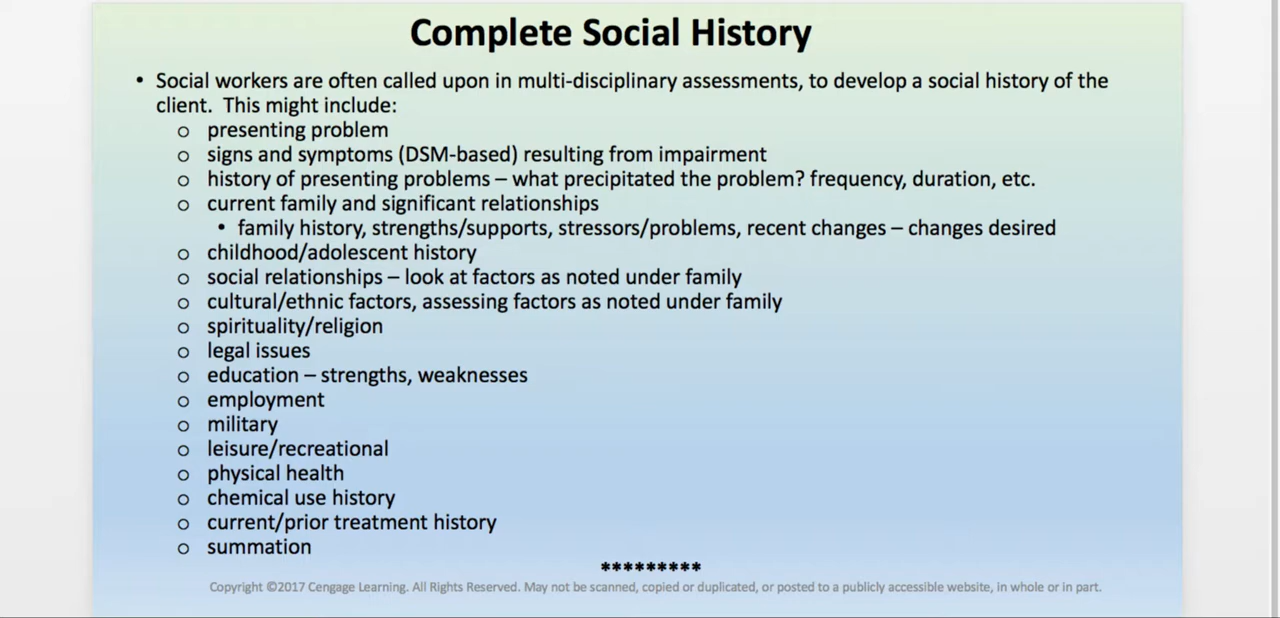 Complete Social History
• Social workers are often called upon in multi-disciplinary assessments, to develop a social history of the
client.  This might include:
o presenting problem
o signs and symptoms (DSM-based) resulting from impairment
o history of presenting problems – what precipitated the problem? frequency, duration, etc.
o current family and significant relationships
• family history, strengths/supports, stressors/problems, recent changes – changes desired
o childhood/adolescent history
o social relationships – look at factors as noted under family
o cultural/ethnic factors, assessing factors as noted under family
o spirituality/religion
o legal issues
o education – strengths, weaknesses
o employment
o military
o leisure/recreational
o physical health
o chemical use history
o current/prior treatment history
o summation
*********
Copyright ©2017 Cengage Learning. All Rights Reserved. May not be scanned, copied or duplicated, or posted to a publicly accessible website, in whole or in part.